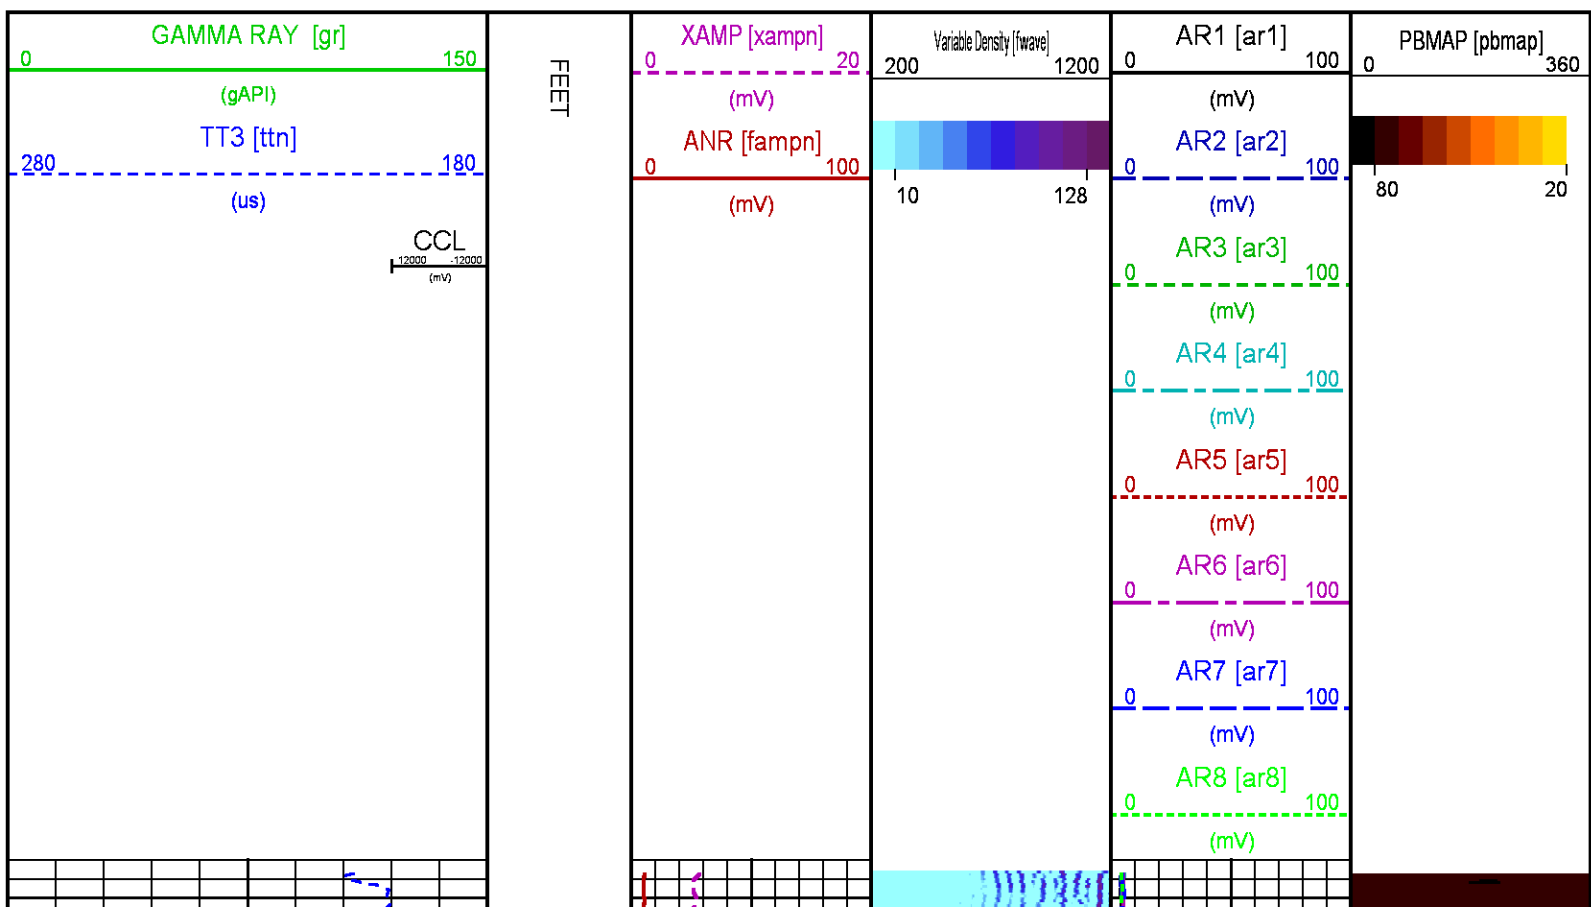 GAMMA RAY [gr]
0 150
(gAPI)
TT3 [ttn]
280 180
(us)
CCL
12000 -12000
(mV)
FEET
XAMP [xampn]
0 20
(mV)
ANR [fampn]
0 100
(mV)
Variable Density [fwave]
200 1200
10 128
AR1 [ar1]
0 100
(mV)
AR2 [ar2]
0 100
(mV)
AR3 [ar3]
0 100
(mV)
AR4 [ar4]
0 100
(mV)
AR5 [ar5]
0 100
(mV)
AR6 [ar6]
0 100
(mV)
AR7 [ar7]
0 100
(mV)
AR8 [ar8]
0 100
(mV)
PBMAP [pbmap]
0 360
80 20